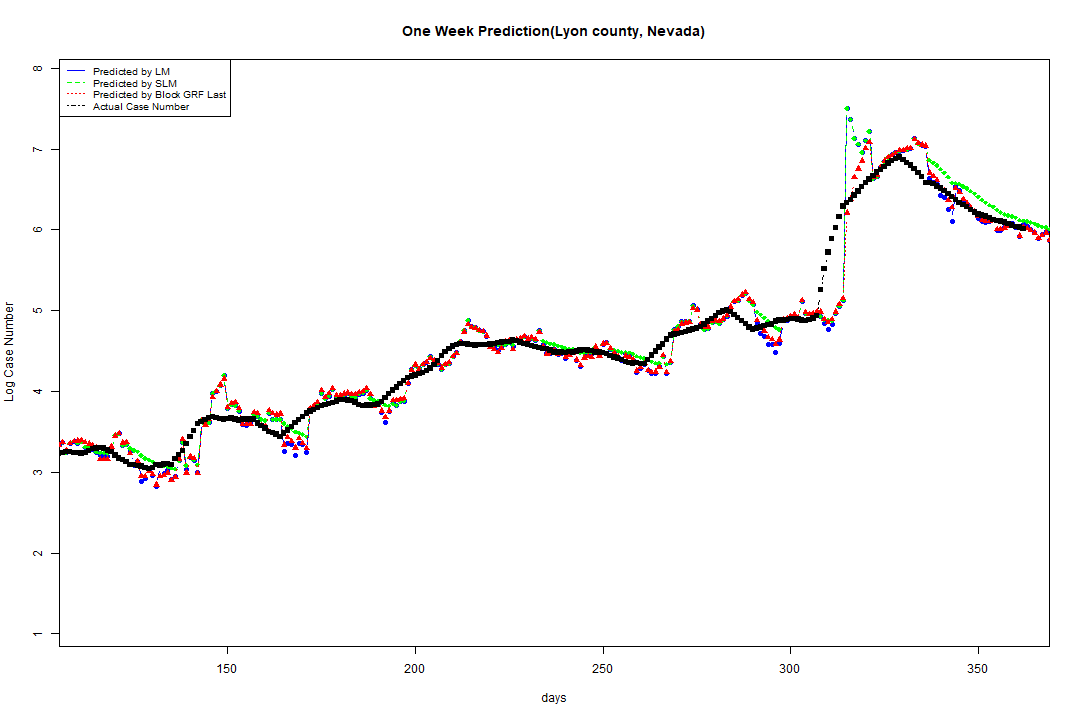 One Week Prediction(Lyon county, Nevada)
Predicted by LM
Predicted by SLM
Predicted by Block GRF Last
Actual Case Number
8
7
6
5
4
3
2
1
Log Case Number
150 200 250 300 350
days